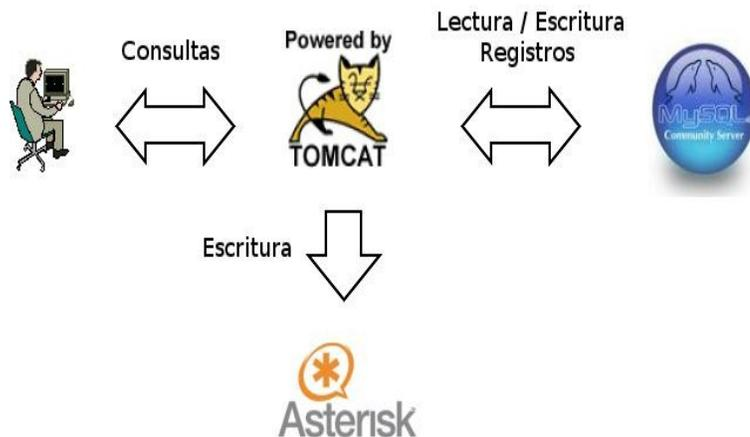 Consultas
Powered by
TOMCAT
Lectura / Escritura
Registros
MySQL
Community Server
Escritura
Asterisk